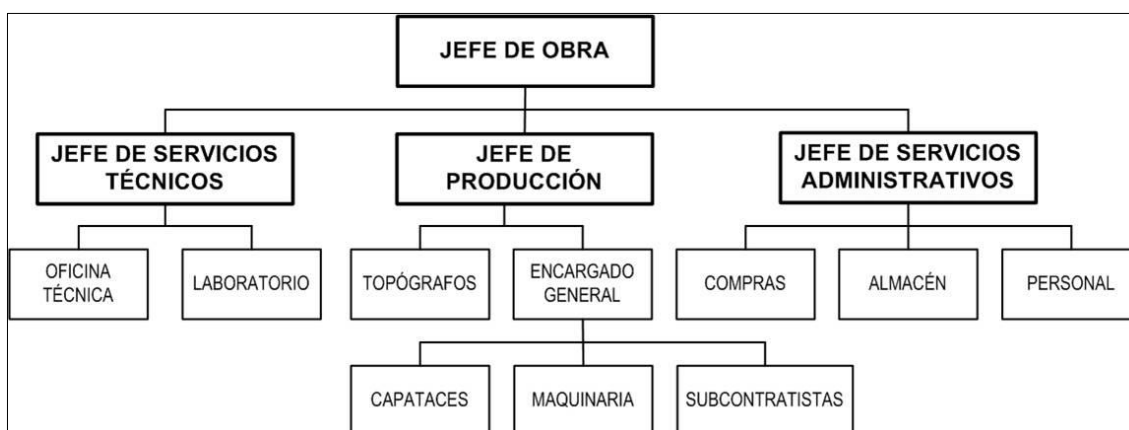 JEFE DE OBRA
JEFE DE SERVICIOS
TÉCNICOS
JEFE DE
PRODUCCIÓN
JEFE DE SERVICIOS
ADMINISTRATIVOS
OFICINA
TÉCNICA
LABORATORIO
TOPÓGRAFOS
ENCARGADO
GENERAL
COMPRAS
ALMACÉN
PERSONAL
CAPATACES
MAQUINARIA
SUBCONTRATISTAS